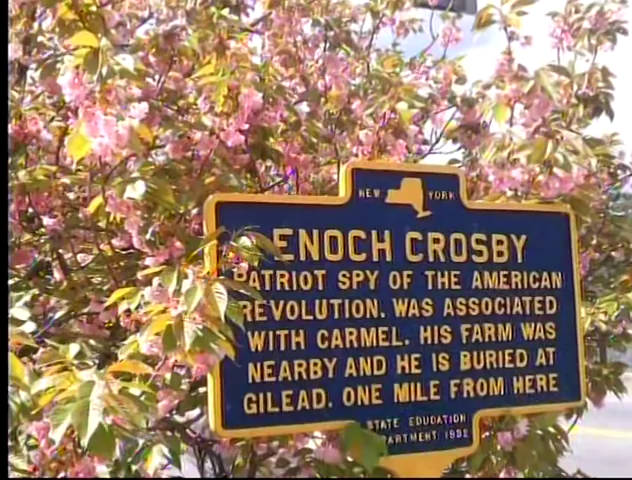 NEW YORK
ENOCH CROSBY
PATRIOT SPY OF THE AMERICAN
REVOLUTION. WAS ASSOCIATED
WITH CARMEL. HIS FARM WAS
NEARBY AND HE IS BURIED AT
GILEAD. ONE MILE FROM HERE
STATE EDUCATION
DEPARTMENT 1932